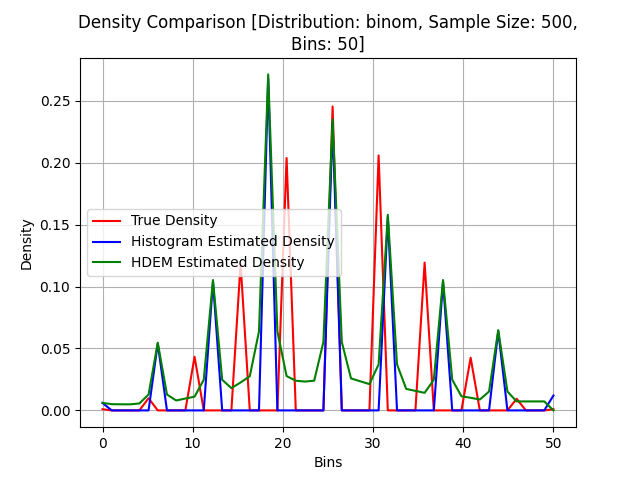 Density Comparison [Distribution: binom, Sample Size: 500,
Bins: 50]
Density
0.25
0.20
0.15
0.10
0.05
0.00
True Density
Histogram Estimated Density
HDEM Estimated Density
0 10 20 30 40 50
Bins